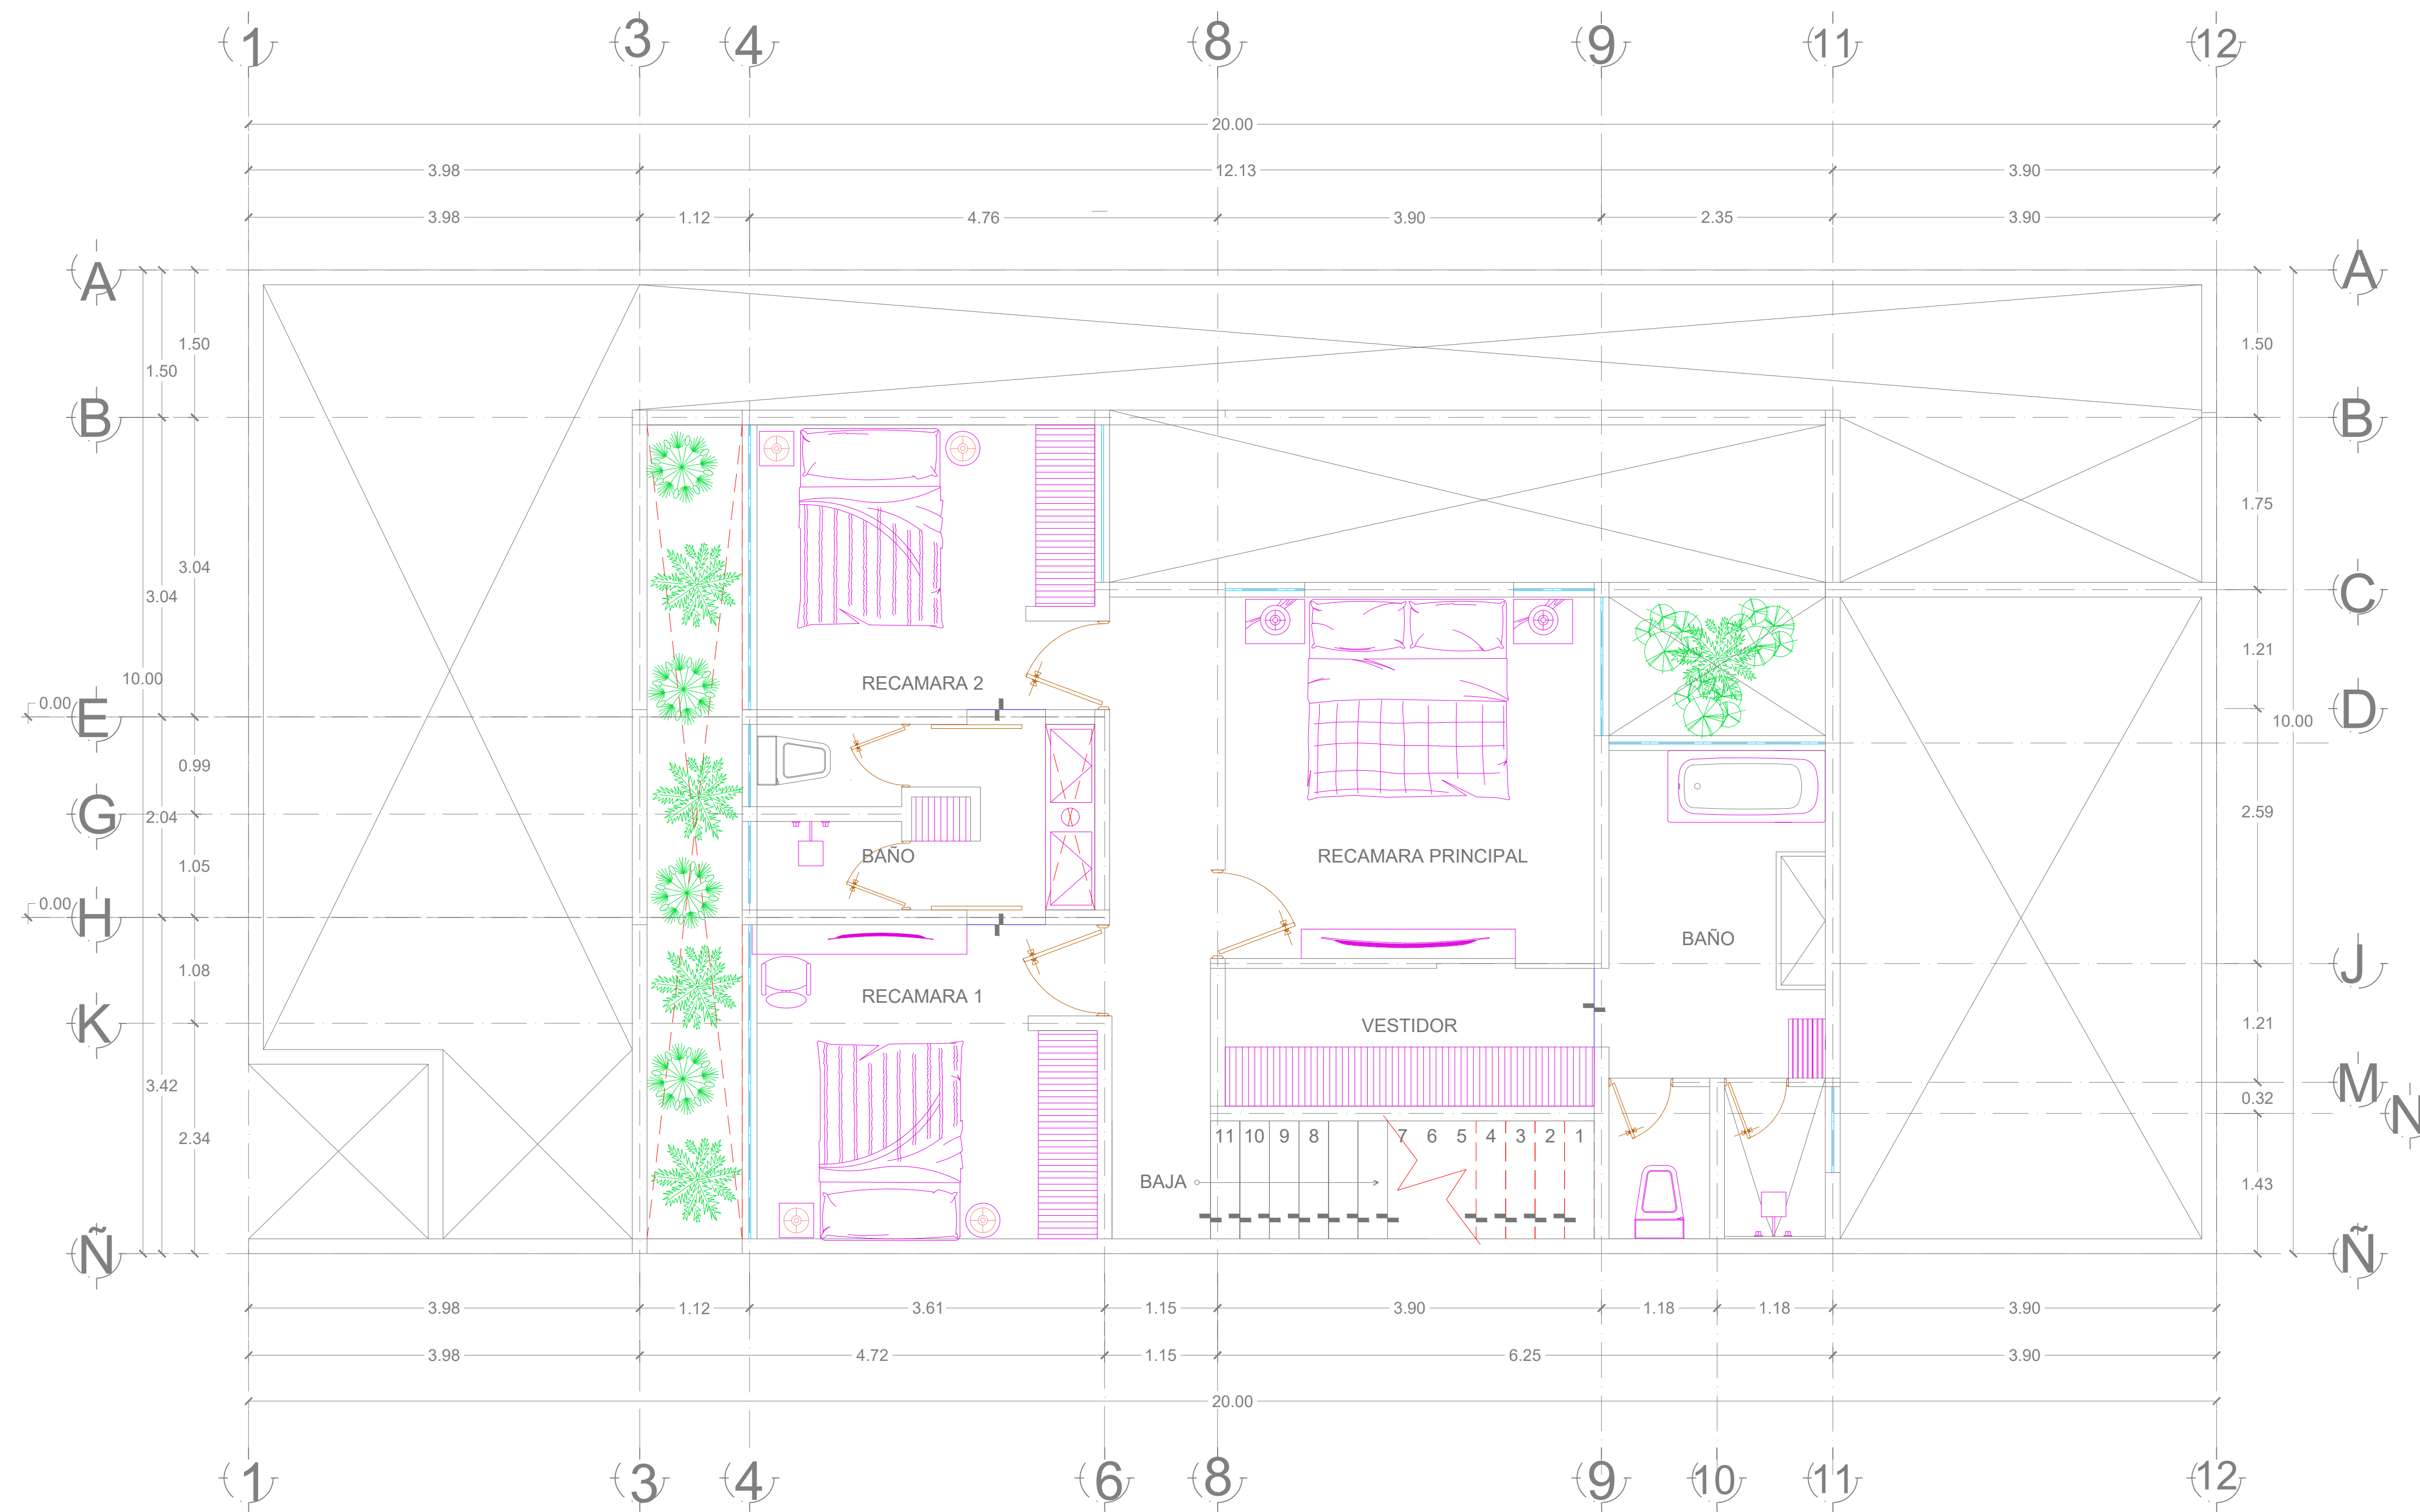 1 3 4 8 9 11 12
20.00
3.98 12.13 3.90
3.98 1.12 4.76 3.90 2.35 3.90
A A
1.50 1.50
1.50
B B
1.75
3.04
3.04 C
1.21
10.00 RECAMARA 2
0.00 E D
10.00
0.99
G 2.04 2.59
BAÑO RECAMARA PRINCIPAL
1.05
0.00 H
BAÑO
J
1.08
RECAMARA 1
K VESTIDOR 1.21
3.42 M
0.32
N
11 10 9 8 7 6 5 4 3 2 1
2.34
BAJA 1.43
Ñ Ñ
3.98 1.12 3.61 1.15 3.90 1.18 1.18 3.90
3.98 4.72 1.15 6.25 3.90
20.00
1 3 4 6 8 9 10 11 12